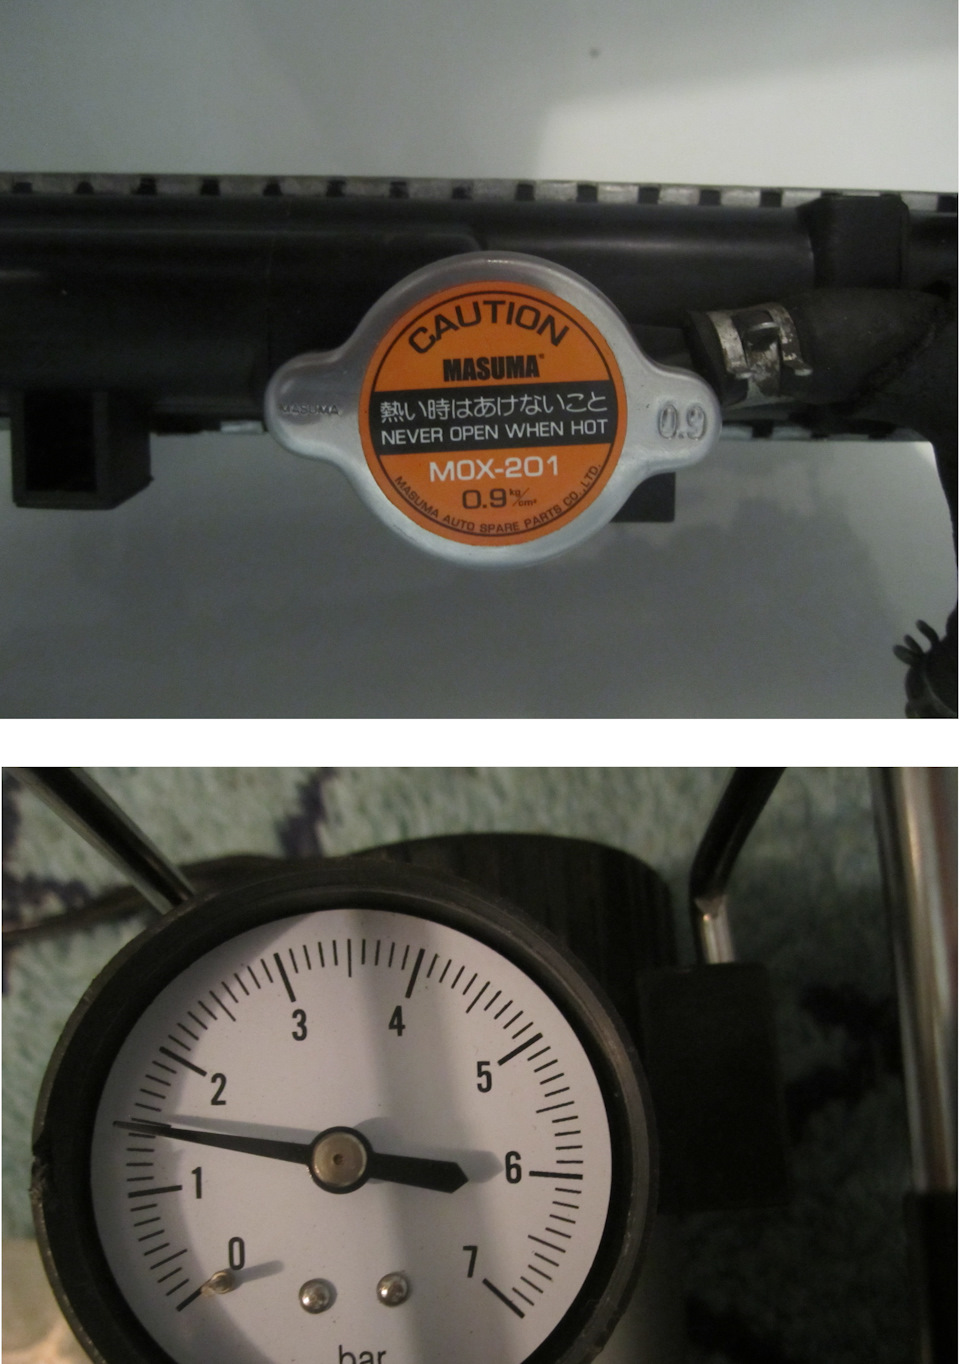 CAUTION
MASUMA®
熱い時はあけないこと
NEVER OPEN WHEN HOT
MOX-201
0.9 kg/cm²
MASUMA AUTO SPARE PARTS CO.,LTD.
MASUMA
0.9
0
1
2
3
4
5
6
7
bar